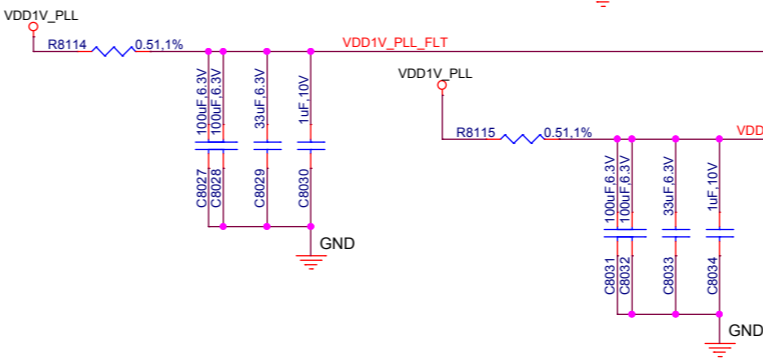 VDD1V_PLL
R8114
0.51,1%
VDD1V_PLL_FLT
100uF,6.3V
100uF,6.3V
33uF,6.3V
1uF,10V
C8027
C8028
C8029
C8030
GND
VDD1V_PLL
R8115
0.51,1%
VDD
100uF,6.3V
100uF,6.3V
33uF,6.3V
1uF,10V
C8031
C8032
C8033
C8034
GND